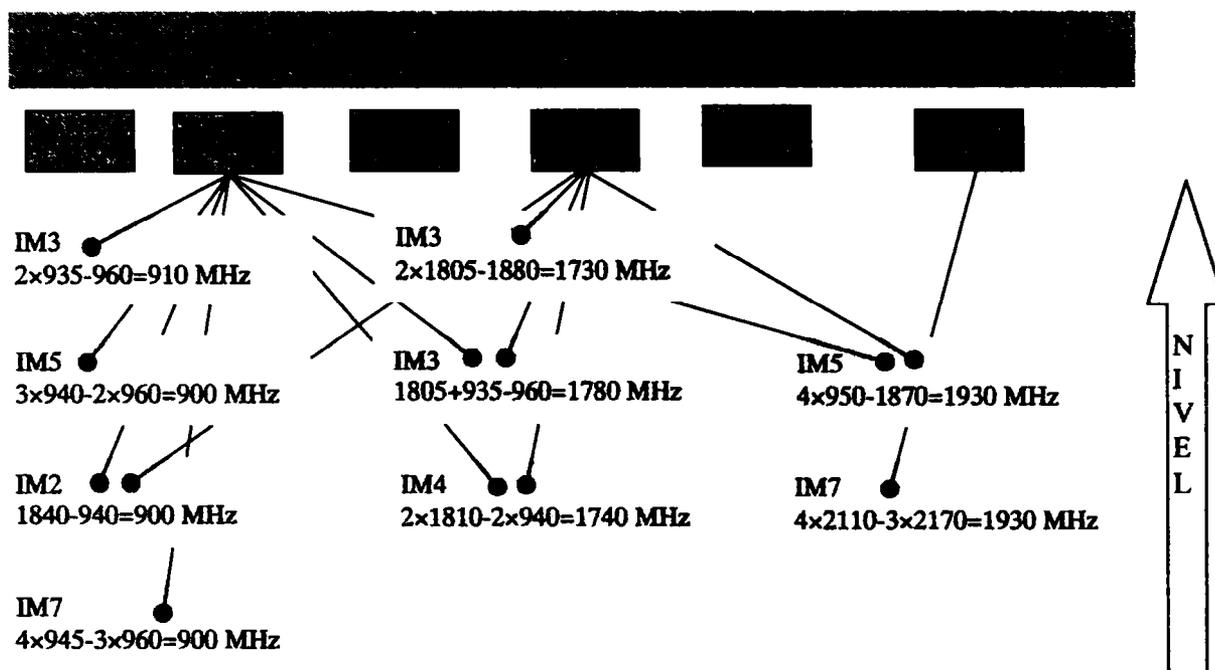 IM3
2×935-960=910 MHz
IM3
2×1805-1880=1730 MHz
IM5
3×940-2×960=900 MHz
IM3
1805+935-960=1780 MHz
IM5
4×950-1870=1930 MHz
IM2
1840-940=900 MHz
IM4
2×1810-2×940=1740 MHz
IM7
4×2110-3×2170=1930 MHz
IM7
4×945-3×960=900 MHz
NIVEL